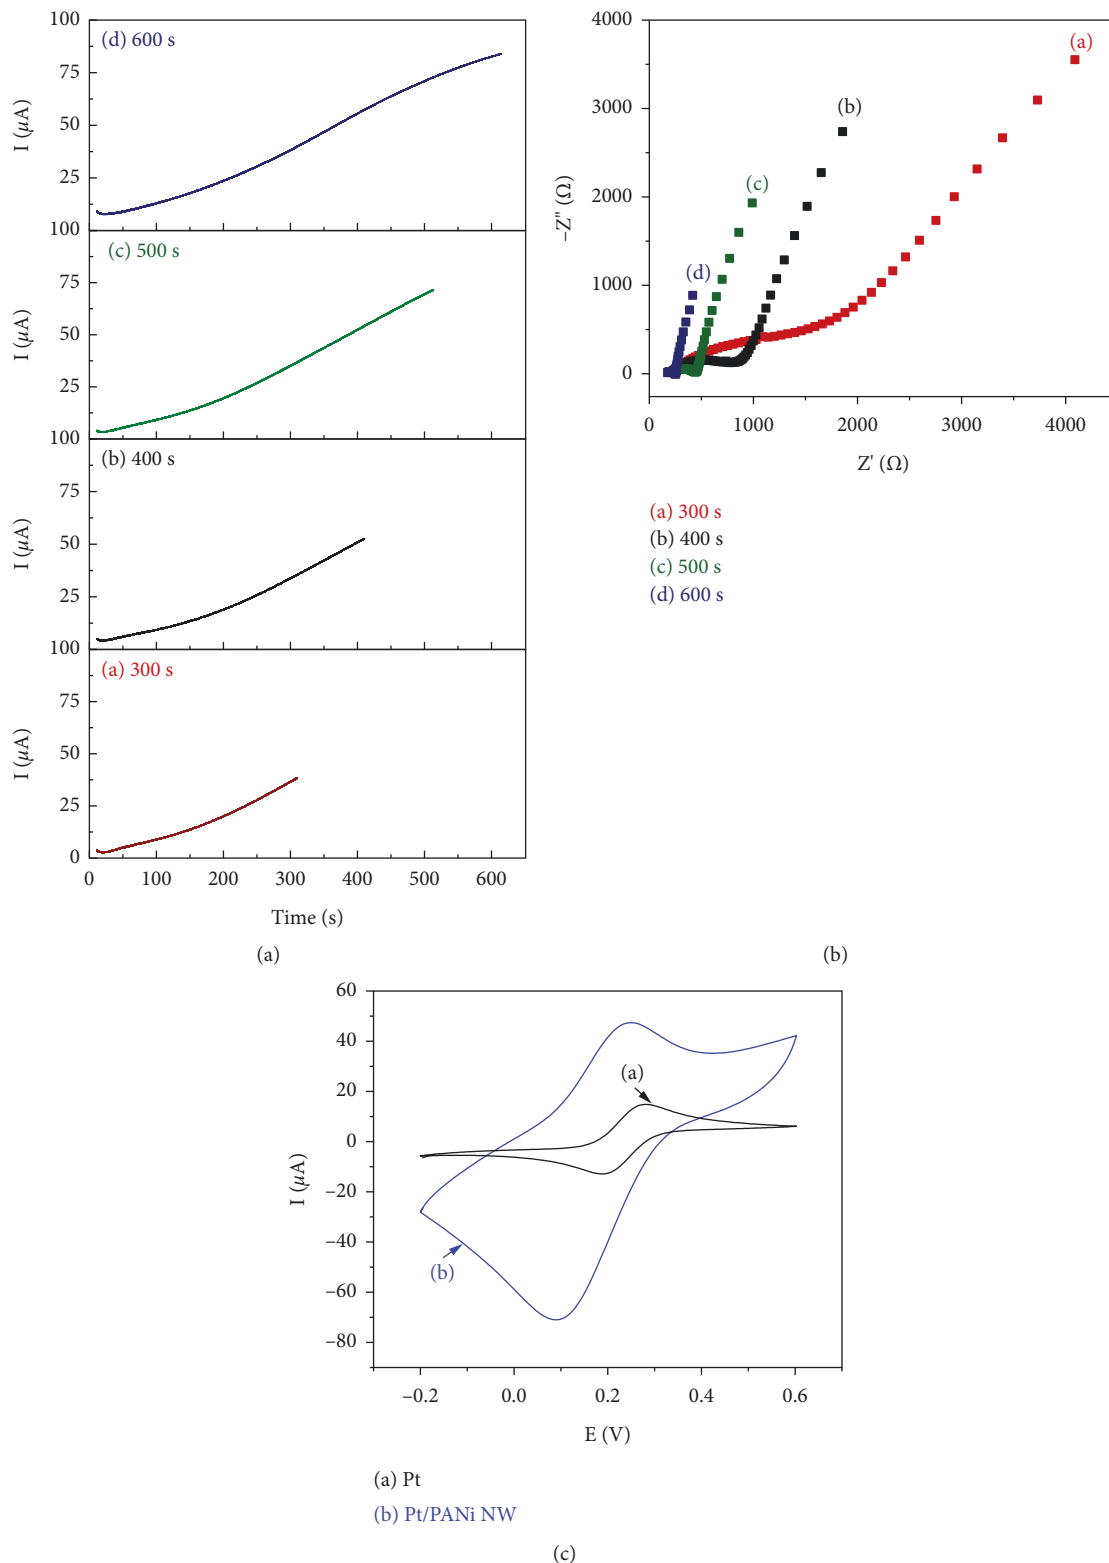 100
(d) 600 s
75
50
25
I (µA)
100
(c) 500 s
75
50
25
I (µA)
100
(b) 400 s
75
50
25
I (µA)
100
(a) 300 s
75
50
25
0
I (µA)
0 100 200 300 400 500 600
Time (s)
(a)
4000
3000
2000
1000
0
–Z" (Ω)
(a)
(b)
(c)
(d)
0 1000 2000 3000 4000
Z' (Ω)
(a) 300 s
(b) 400 s
(c) 500 s
(d) 600 s
(b)
60
40
20
0
–20
–40
–60
–80
I (µA)
(a)
(b)
–0.2 0.0 0.2 0.4 0.6
E (V)
(a) Pt
(b) Pt/PANi NW
(c)